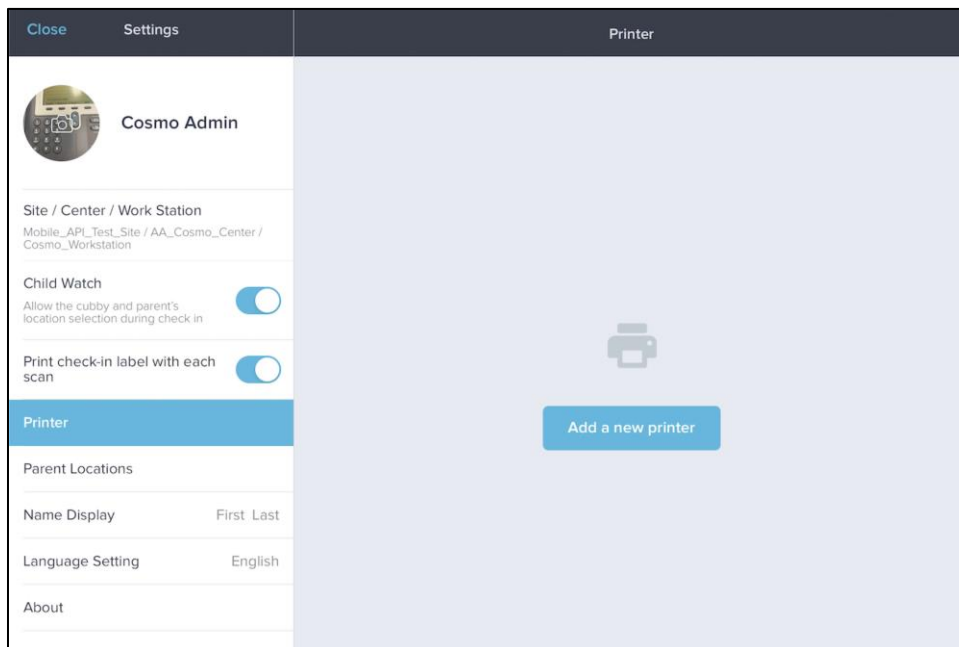 Close Settings
Printer
Cosmo Admin
Site / Center / Work Station
Mobile_API_Test_Site / AA_Cosmo_Center /
Cosmo_Workstation
Child Watch
Allow the cubby and parent's
location selection during check in
Print check-in label with each
scan
Printer
Parent Locations
Name Display First Last
Language Setting English
About
Add a new printer